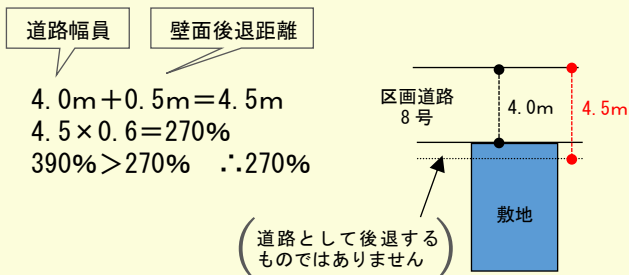 道路幅員
壁面後退距離
4.0m+0.5m=4.5m
4.5×0.6=270%
390%>270% ∴270%
区画道路
8号
4.0m
4.5m
敷地
(道路として後退する
ものではありません)